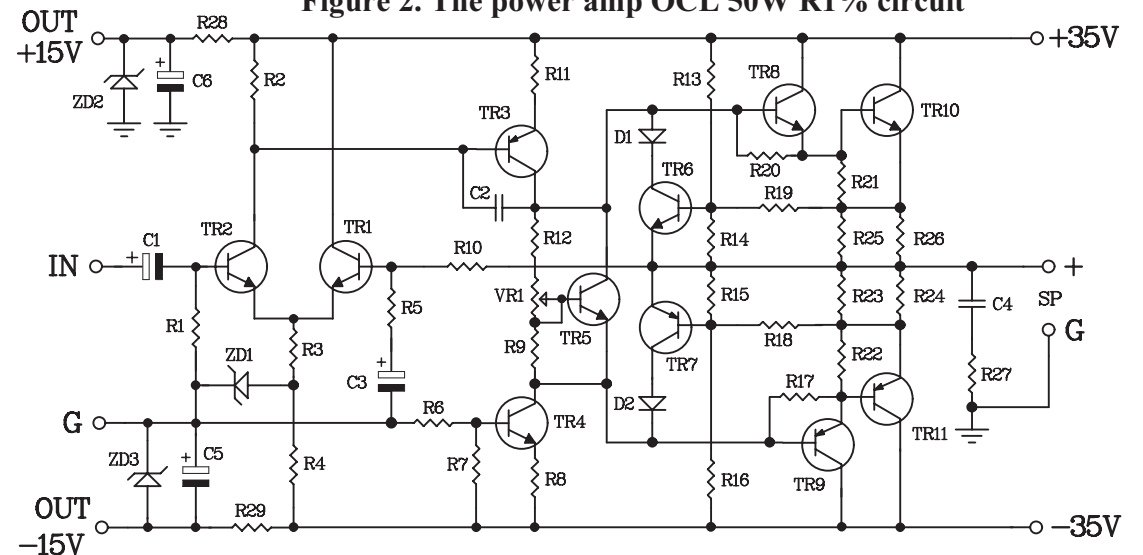 Figure 2. The power amp OCL 50W R1% circuit
OUT
+15V
R28
+35V
ZD2
+
C6
R2
R11
R13
TR8
TR10
TR3
D1
R20
TR6
R21
C2
R19
TR2
TR1
R12
R14
R25
R26
IN
+
C1
R10
+
SP
G
R5
VR1
R15
R23
R24
C4
TR5
R1
R3
R9
TR7
R18
ZD1
+
C3
R22
R27
R17
G
R6
D2
TR4
TR11
ZD3
+
C5
R4
R7
R8
R16
TR9
OUT
−15V
R29
−35V